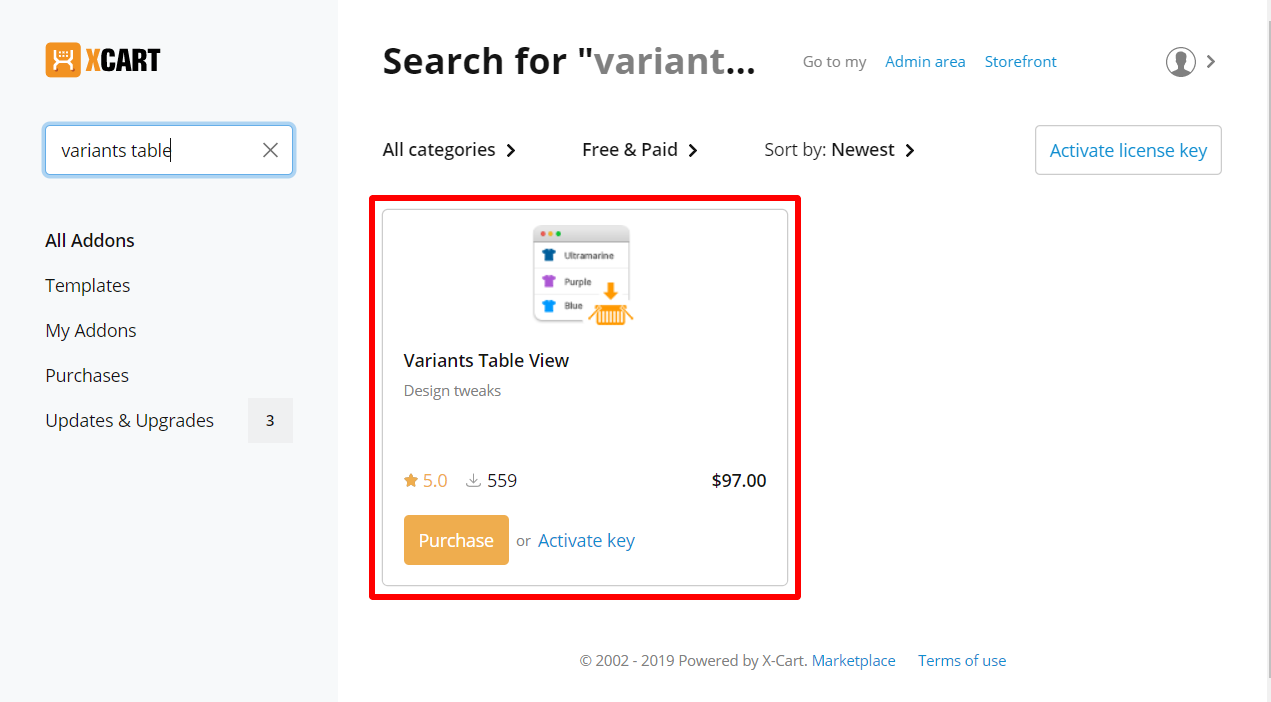 XCART
variants table
All Addons
Templates
My Addons
Purchases
Updates & Upgrades 3
Search for "variant...
Go to my Admin area Storefront
All categories Free & Paid Sort by: Newest Activate license key
Ultramarine
Purple
Blue
Variants Table View
Design tweaks
5.0 559 $97.00
Purchase or Activate key
© 2002 - 2019 Powered by X-Cart. Marketplace Terms of use